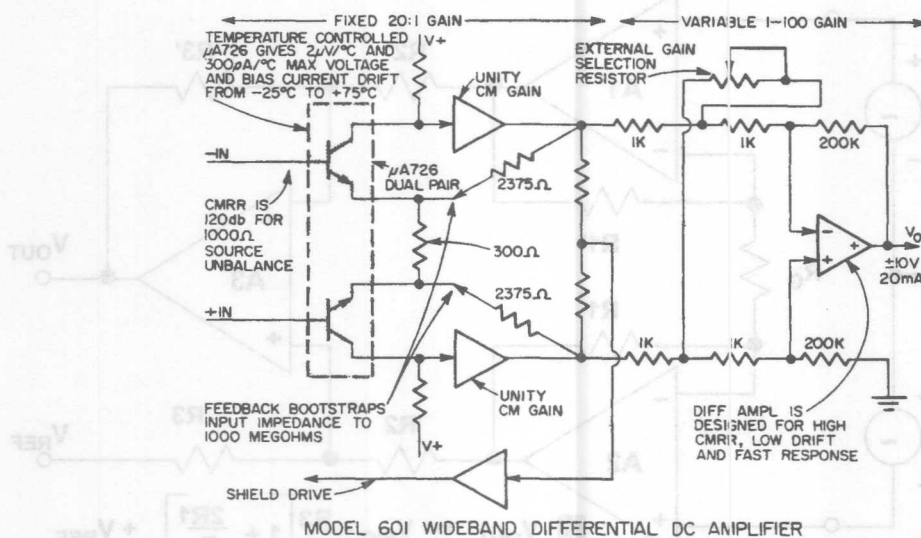 FIXED 20:1 GAIN
VARIABLE 1-100 GAIN
TEMPERATURE CONTROLLED
µA726 GIVES 2µV/°C AND
300pA/°C MAX VOLTAGE
AND BIAS CURRENT DRIFT
FROM -25°C TO +75°C
V+
UNITY
CM GAIN
EXTERNAL GAIN
SELECTION
RESISTOR
1K
1K
200K
-IN
µA726
DUAL PAIR
2375Ω
CMRR IS
120db FOR
1000Ω
SOURCE
UNBALANCE
300Ω
-
+
+
±10V
20mA
+IN
2375Ω
1K
1K
200K
UNITY
CM GAIN
FEEDBACK BOOTSTRAPS
INPUT IMPEDANCE TO
1000 MEGOHMS
V+
DIFF AMPL IS
DESIGNED FOR HIGH
CMRR, LOW DRIFT
AND FAST RESPONSE
SHIELD DRIVE
MODEL 601 WIDEBAND DIFFERENTIAL DC AMPLIFIER